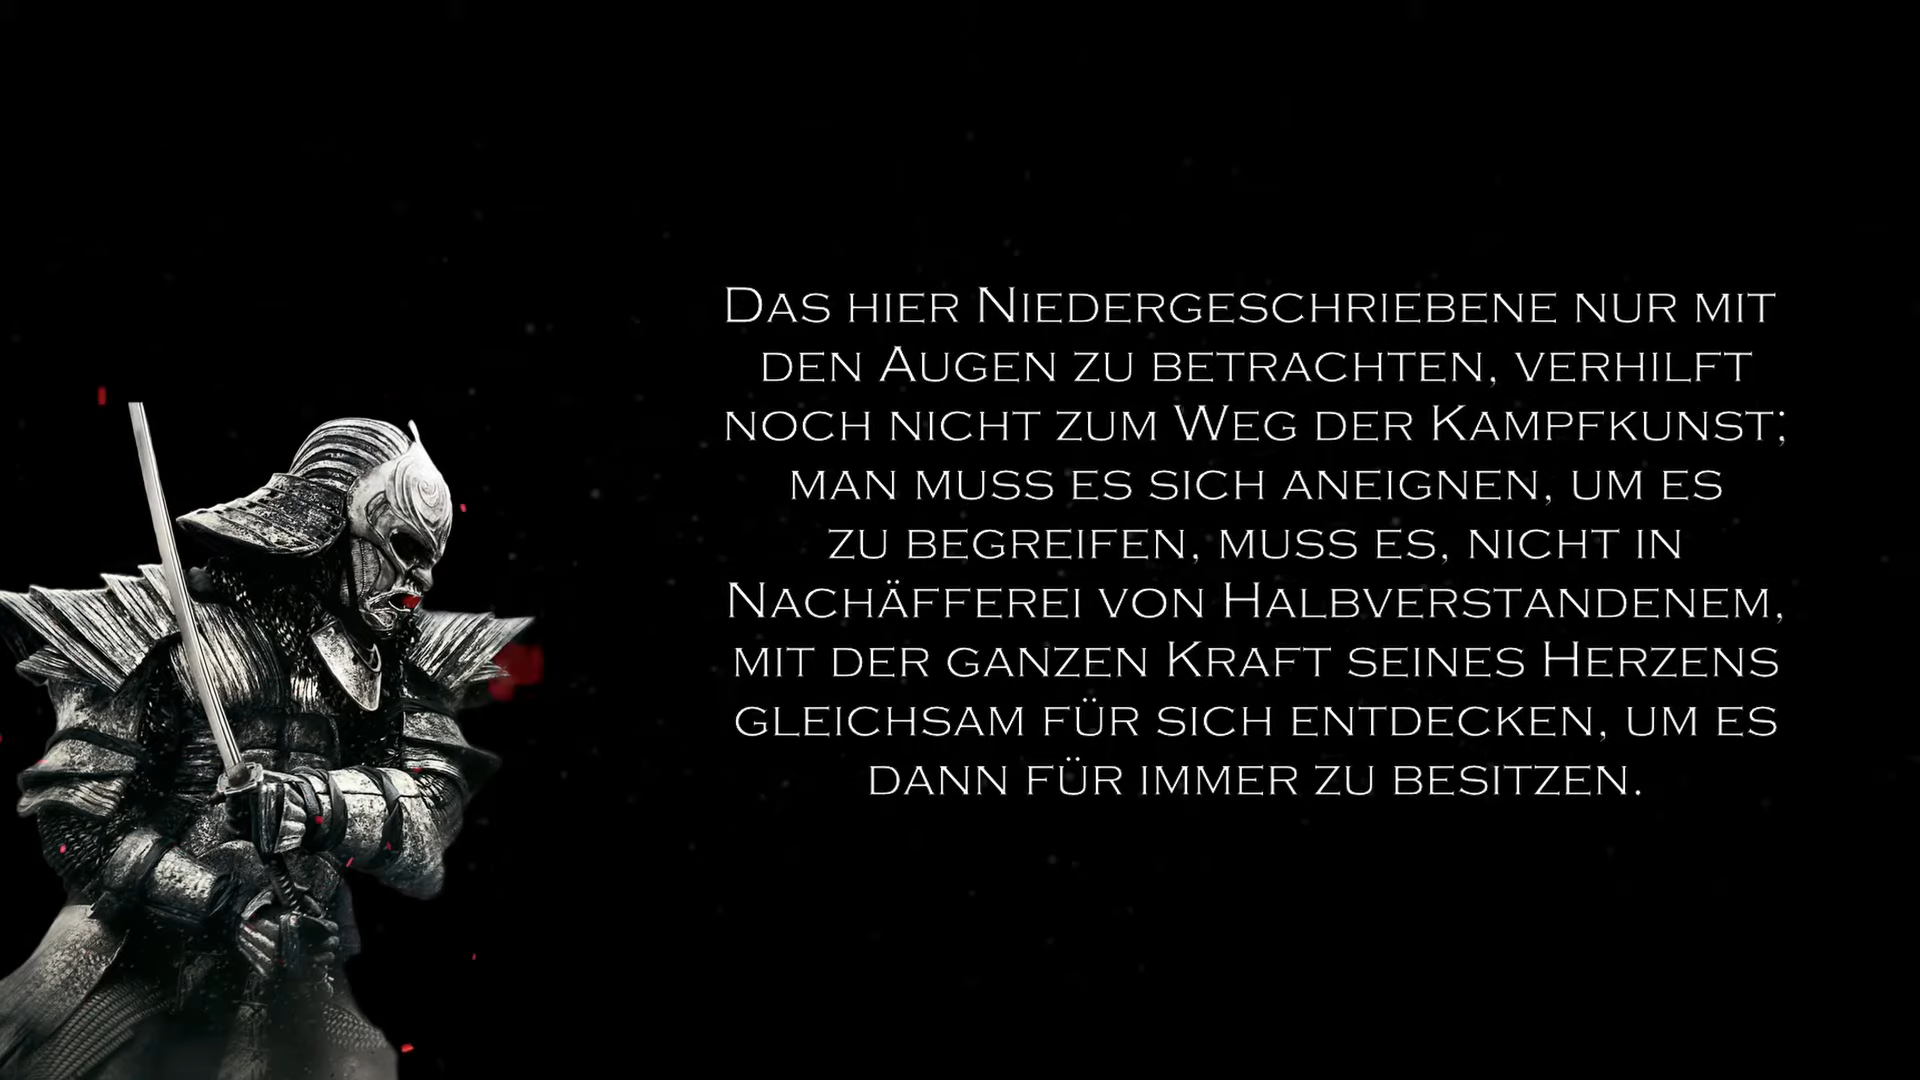 Das hier Niedergeschriebene nur mit
den Augen zu betrachten, verhilft
noch nicht zum Weg der Kampfkunst;
man muss es sich aneignen, um es
zu begreifen, muss es, nicht in
Nachäfferei von Halbverstandenem,
mit der ganzen Kraft seines Herzens
gleichsam für sich entdecken, um es
dann für immer zu besitzen.